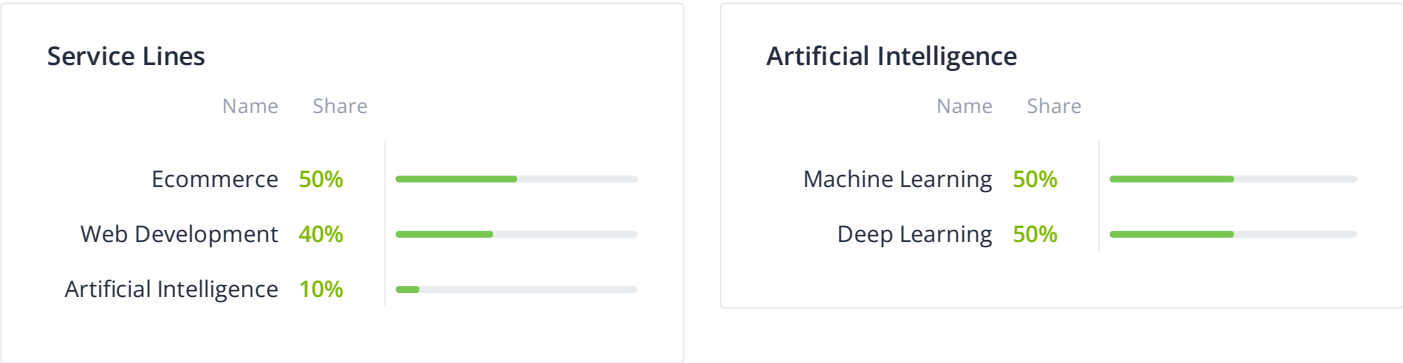 Service Lines
Name Share
Ecommerce 50%
Web Development 40%
Artificial Intelligence 10%
Artificial Intelligence
Name Share
Machine Learning 50%
Deep Learning 50%